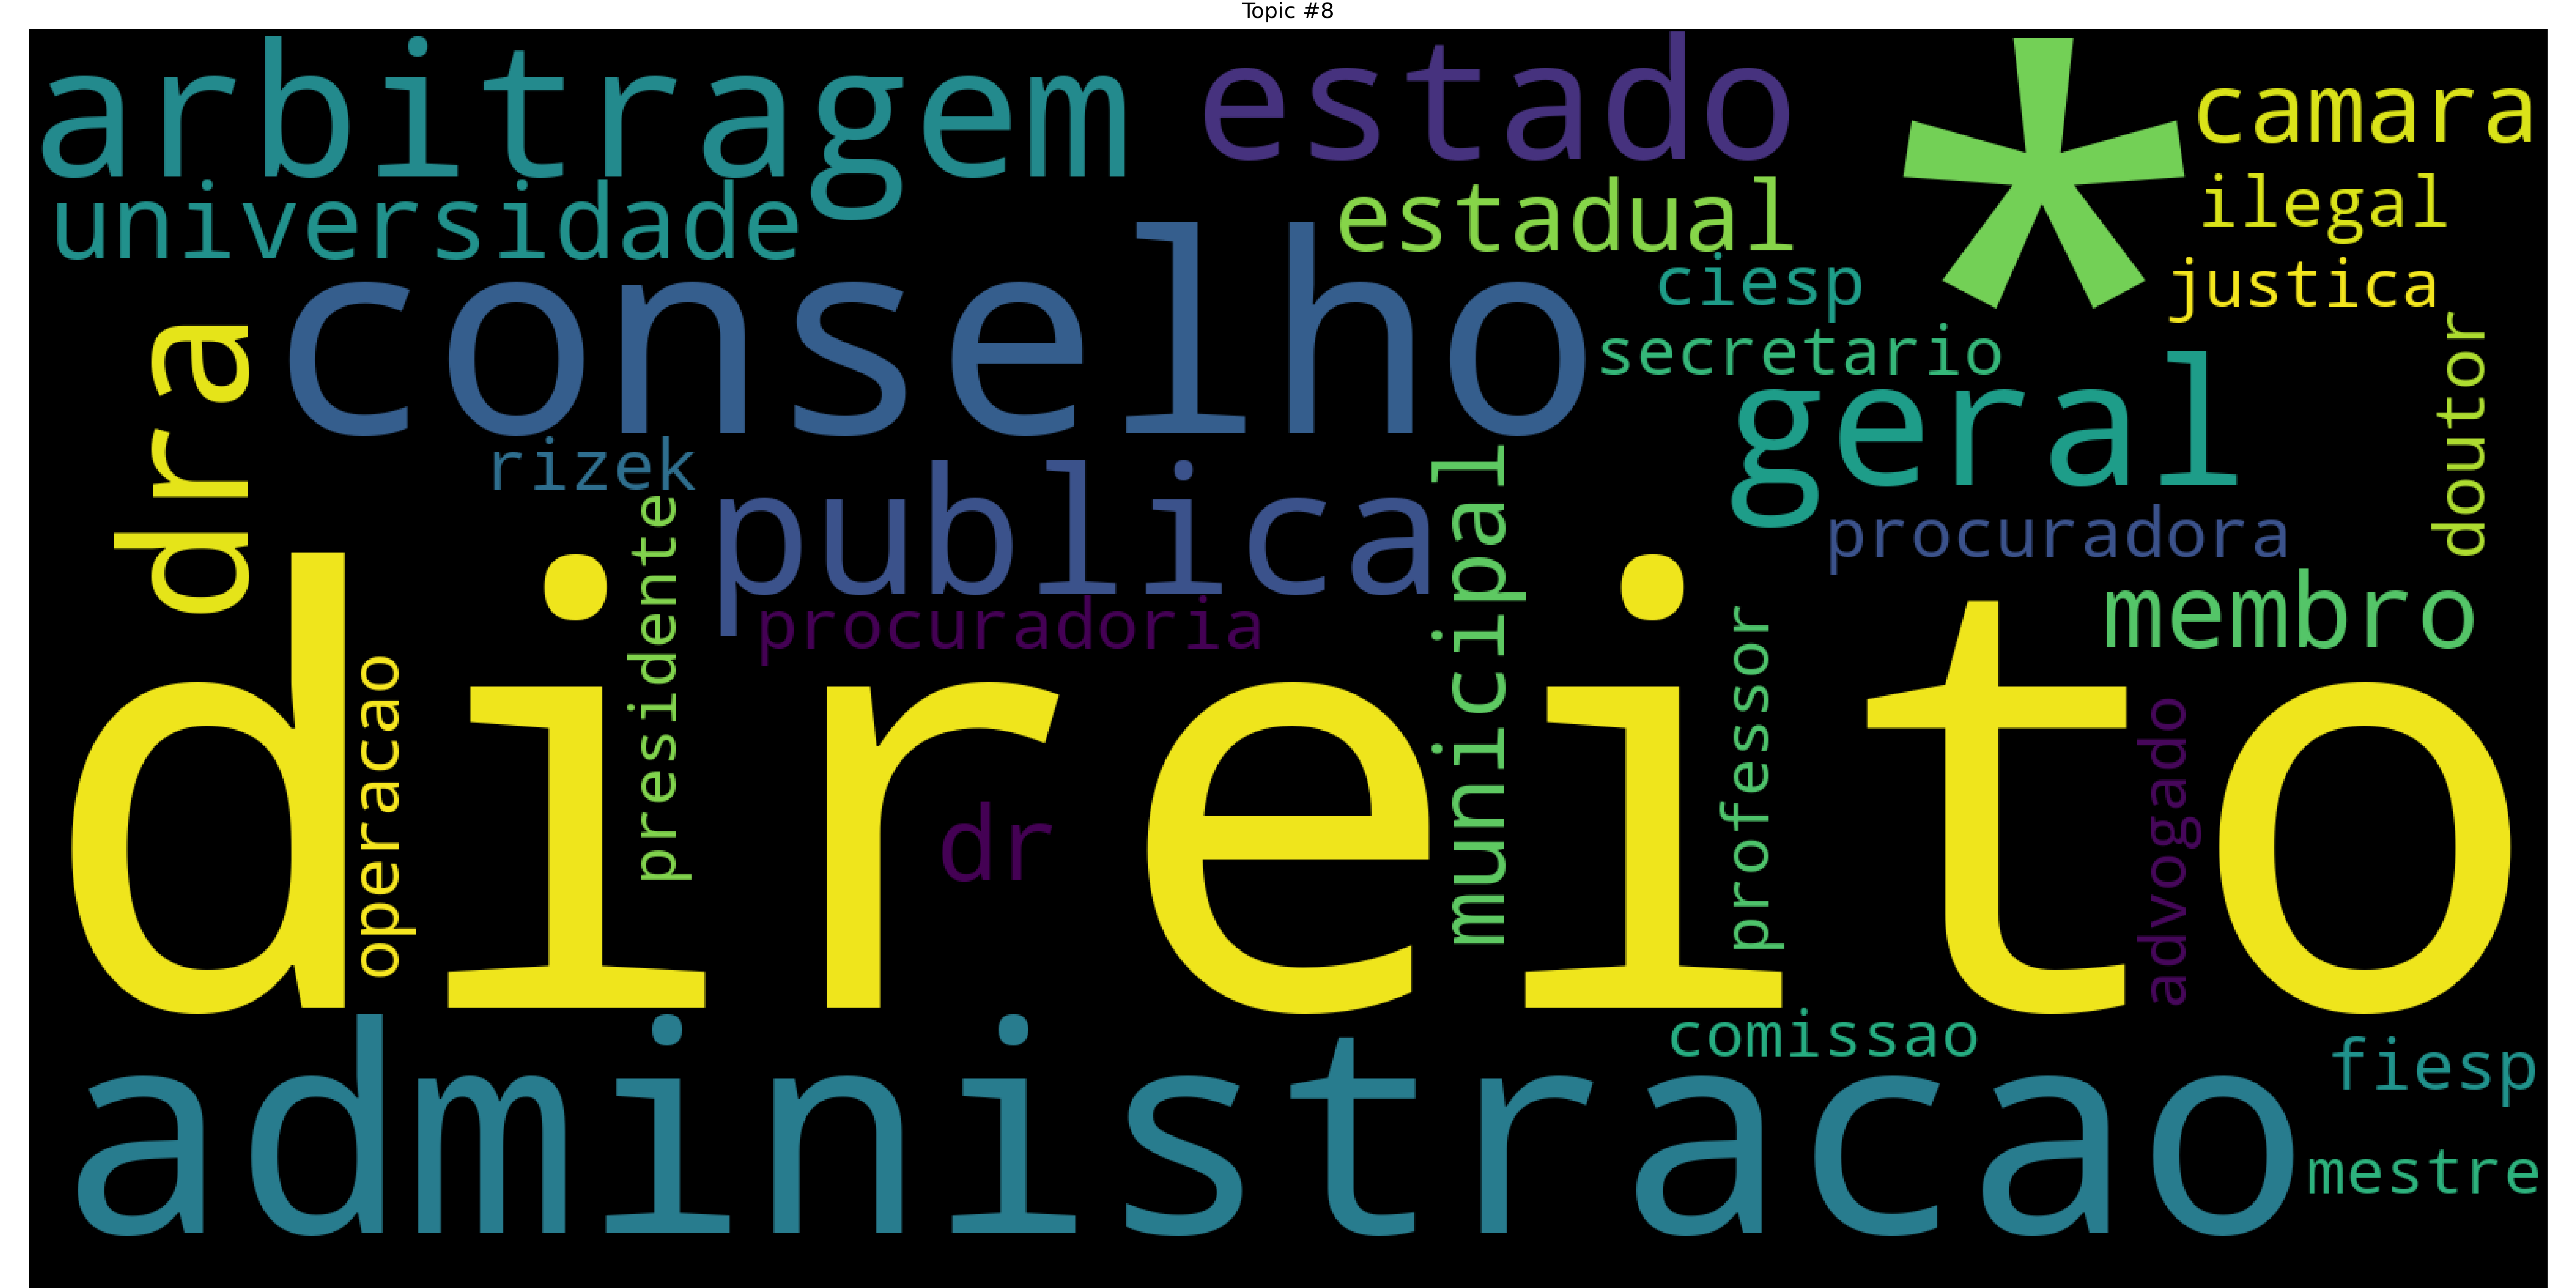 Topic #8
arbitragem
estado
*
camara
universidade
estadual
ilegal
conselho
ciesp
justica
dra
secretario
doutor
rizek
geral
publica
municipal
procuradora
presidente
procuradoria
membro
direito
operacao
dr
professor
advogado
administracao
comissao
fiesp
mestre